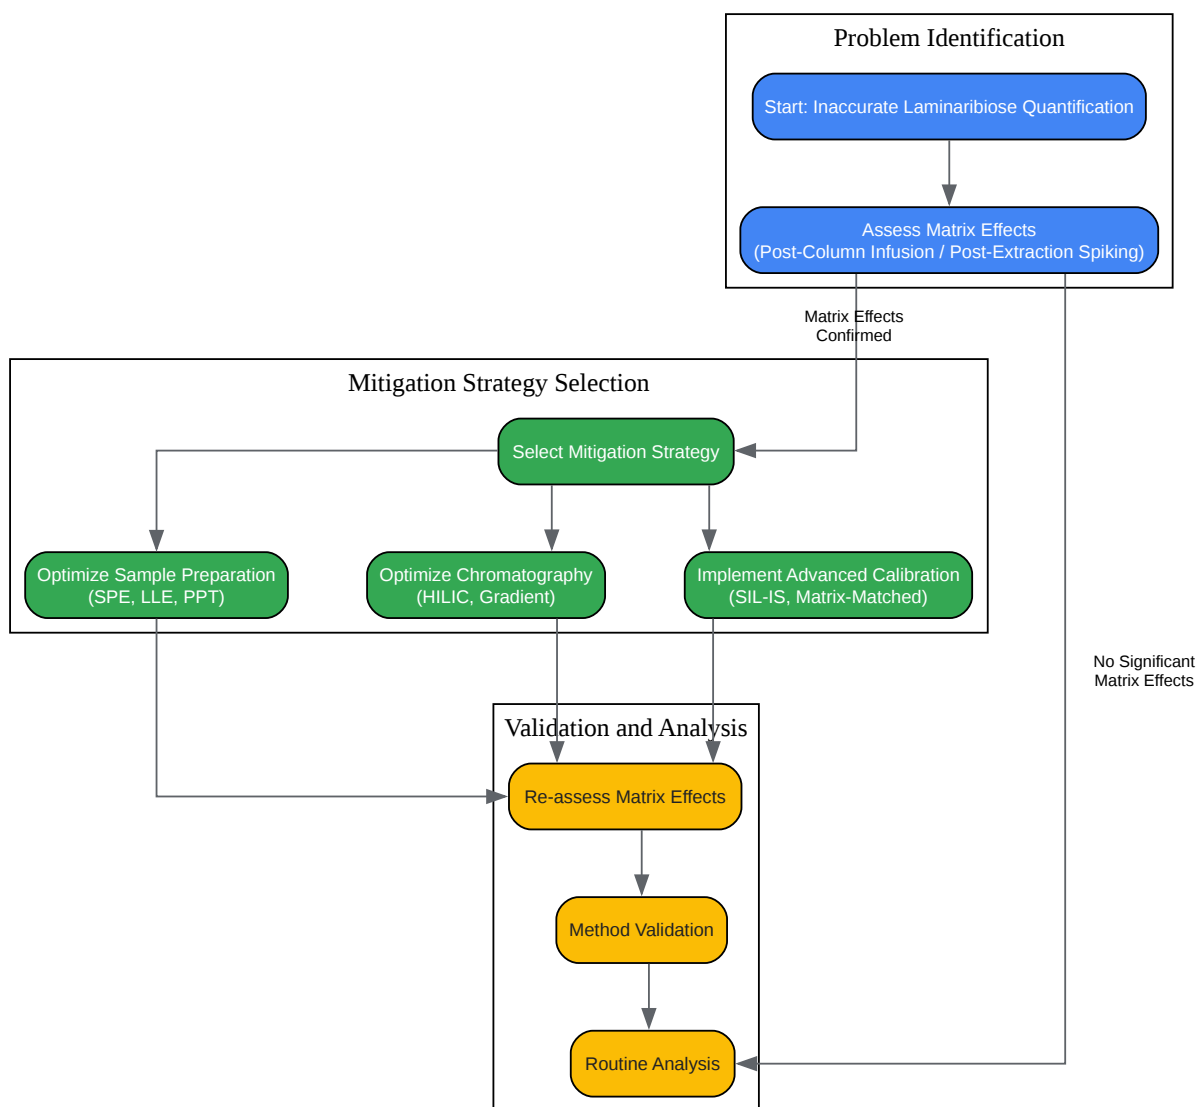 Problem Identification
Start: Inaccurate Laminaribiose Quantification
Assess Matrix Effects
(Post-Column Infusion / Post-Extraction Spiking)
Matrix Effects
Confirmed
Mitigation Strategy Selection
Select Mitigation Strategy
Optimize Sample Preparation
(SPE, LLE, PPT)
Optimize Chromatography
(HILIC, Gradient)
Implement Advanced Calibration
(SIL-IS, Matrix-Matched)
No Significant
Matrix Effects
Validation and Analysis
Re-assess Matrix Effects
Method Validation
Routine Analysis